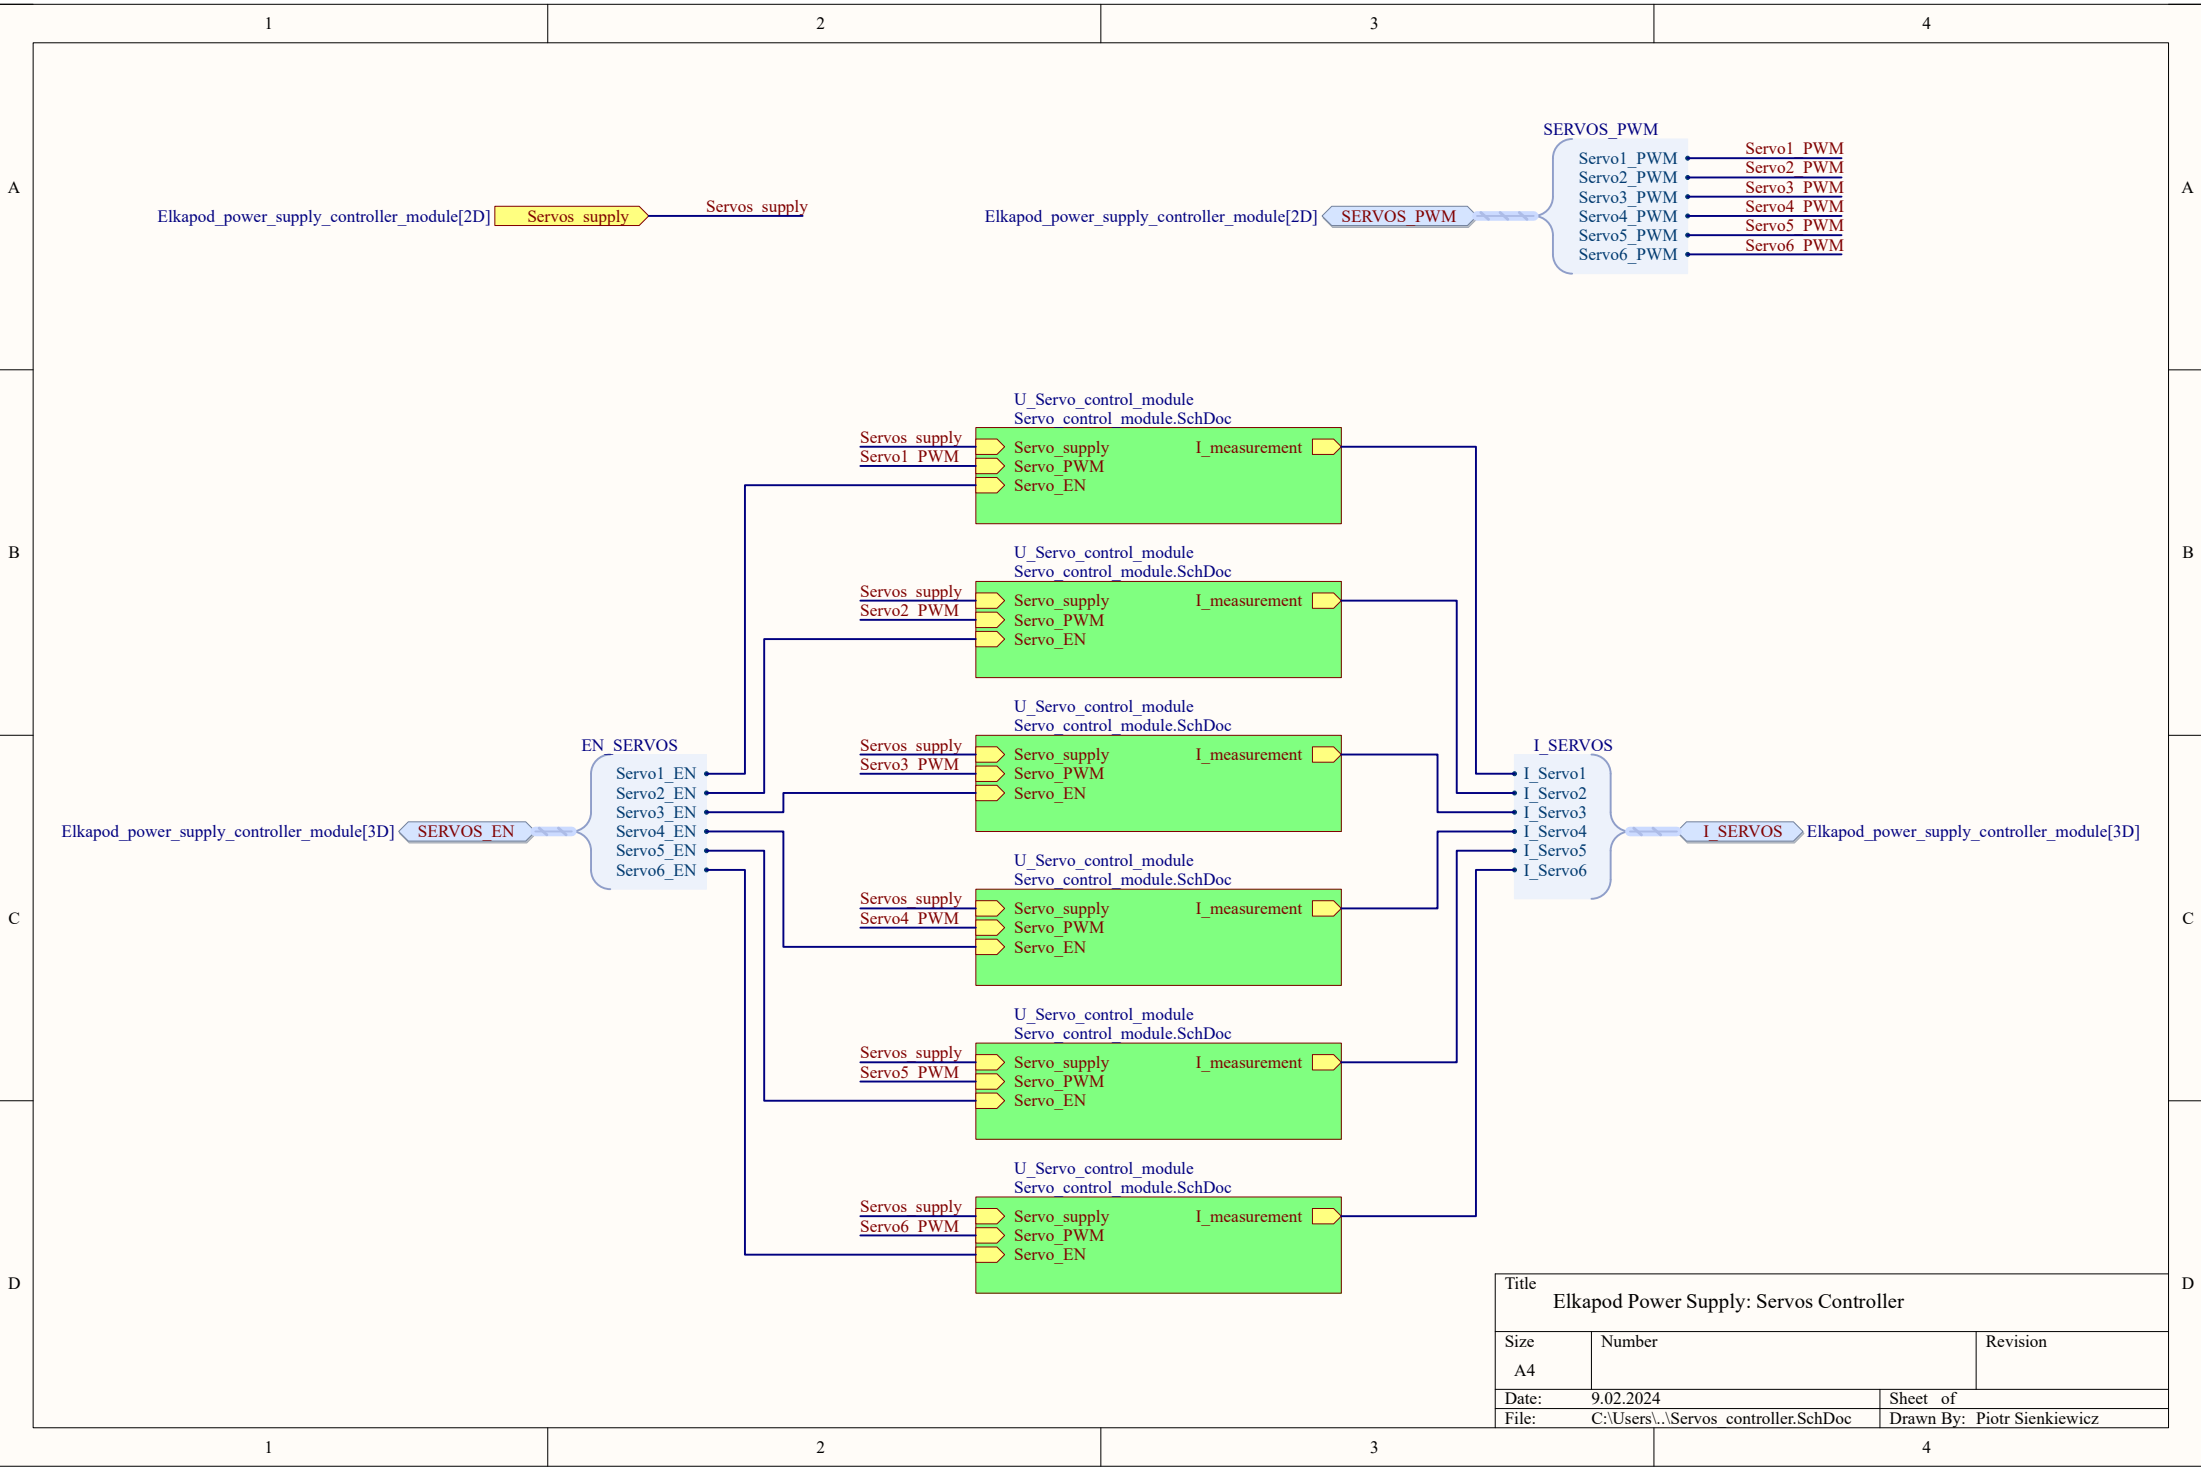 1 2 3 4
A A
SERVOS_PWM
Servo1_PWM Servo1_PWM
Servo2_PWM Servo2_PWM
Servo3_PWM Servo3_PWM
Elkapod_power_supply_controller_module[2D] Servos_supply Servos_supply Elkapod_power_supply_controller_module[2D] SERVOS_PWM Servo4_PWM Servo4_PWM
Servo5_PWM Servo5_PWM
Servo6_PWM Servo6_PWM
B B
U_Servo_control_module
Servo_control_module.SchDoc
Servos_supply Servo_supply I_measurement
Servo1_PWM Servo_PWM
Servo_EN
U_Servo_control_module
Servo_control_module.SchDoc
Servos_supply Servo_supply I_measurement
Servo2_PWM Servo_PWM
Servo_EN
U_Servo_control_module
Servo_control_module.SchDoc
Servos_supply Servo_supply I_measurement
Servo3_PWM Servo_PWM
Servo_EN
EN_SERVOS I_SERVOS
Servo1_EN I_Servo1
Servo2_EN I_Servo2
Servo3_EN I_Servo3
Elkapod_power_supply_controller_module[3D] SERVOS_EN Servo4_EN I_Servo4 I_SERVOS Elkapod_power_supply_controller_module[3D]
Servo5_EN I_Servo5
Servo6_EN I_Servo6
C C
U_Servo_control_module
Servo_control_module.SchDoc
Servos_supply Servo_supply I_measurement
Servo4_PWM Servo_PWM
Servo_EN
U_Servo_control_module
Servo_control_module.SchDoc
Servos_supply Servo_supply I_measurement
Servo5_PWM Servo_PWM
Servo_EN
U_Servo_control_module
Servo_control_module.SchDoc
Servos_supply Servo_supply I_measurement
Servo6_PWM Servo_PWM
Servo_EN
D D
Title
Elkapod Power Supply: Servos Controller
Size Number Revision
A4
Date: 9.02.2024 Sheet of
File: C:\Users\..\Servos_controller.SchDoc Drawn By: Piotr Sienkiewicz
1 2 3 4